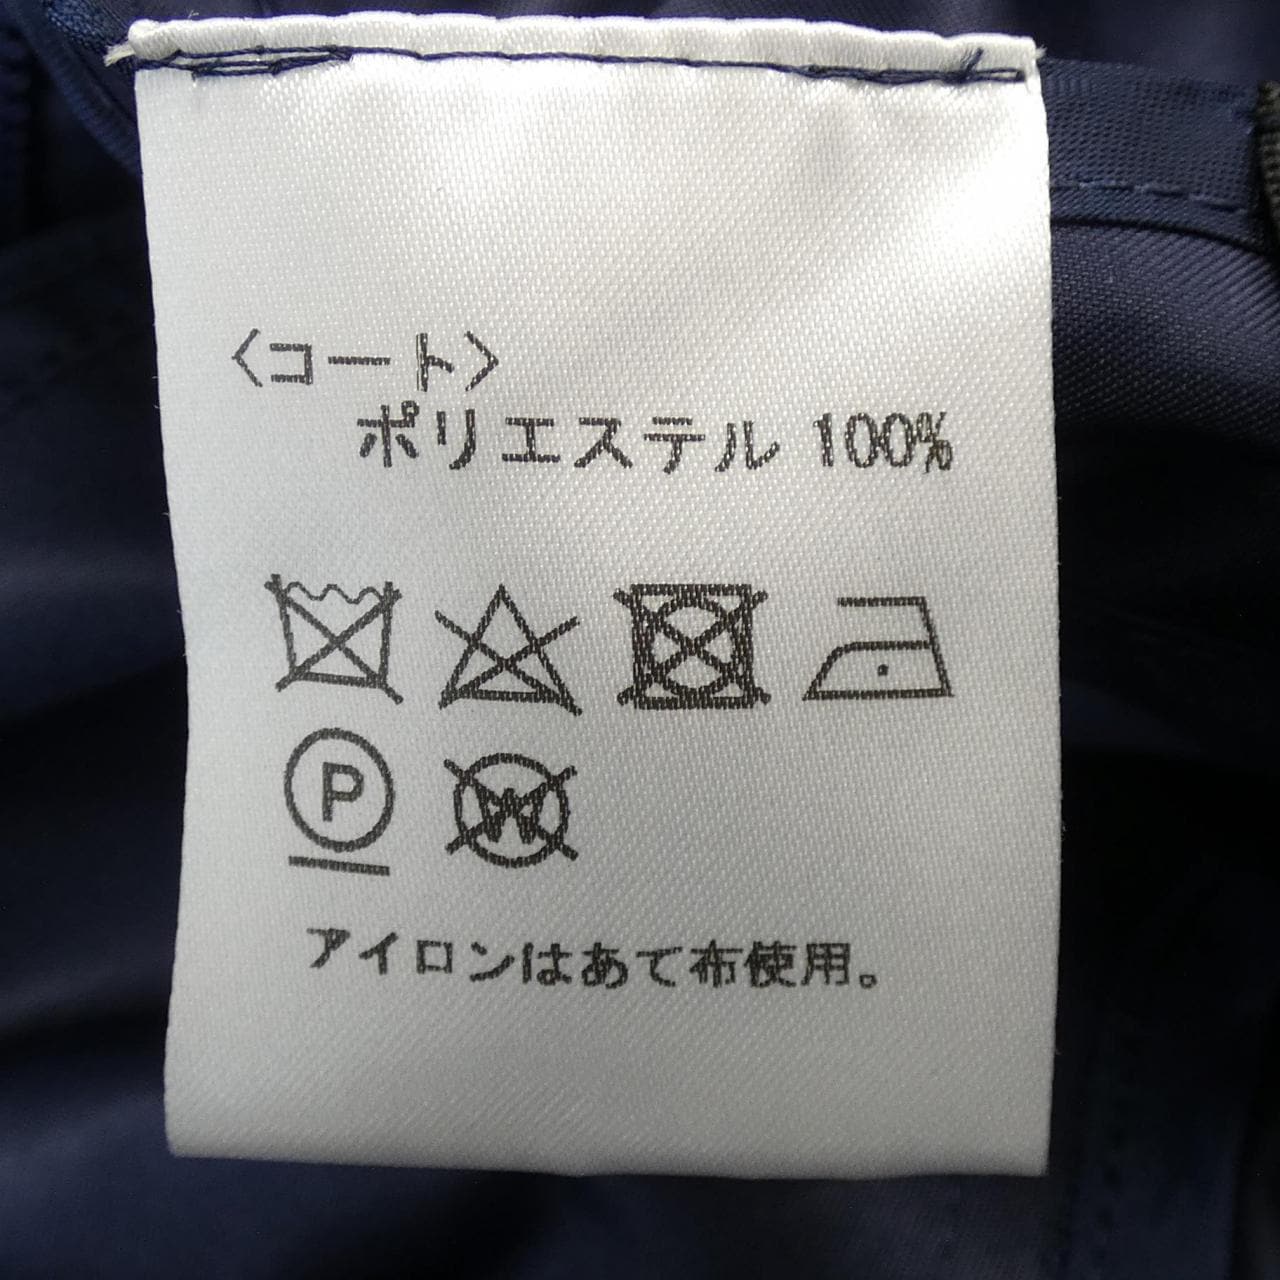 〈コート〉
ポリエステル 100%
P
W
アイロンはあて布使用。